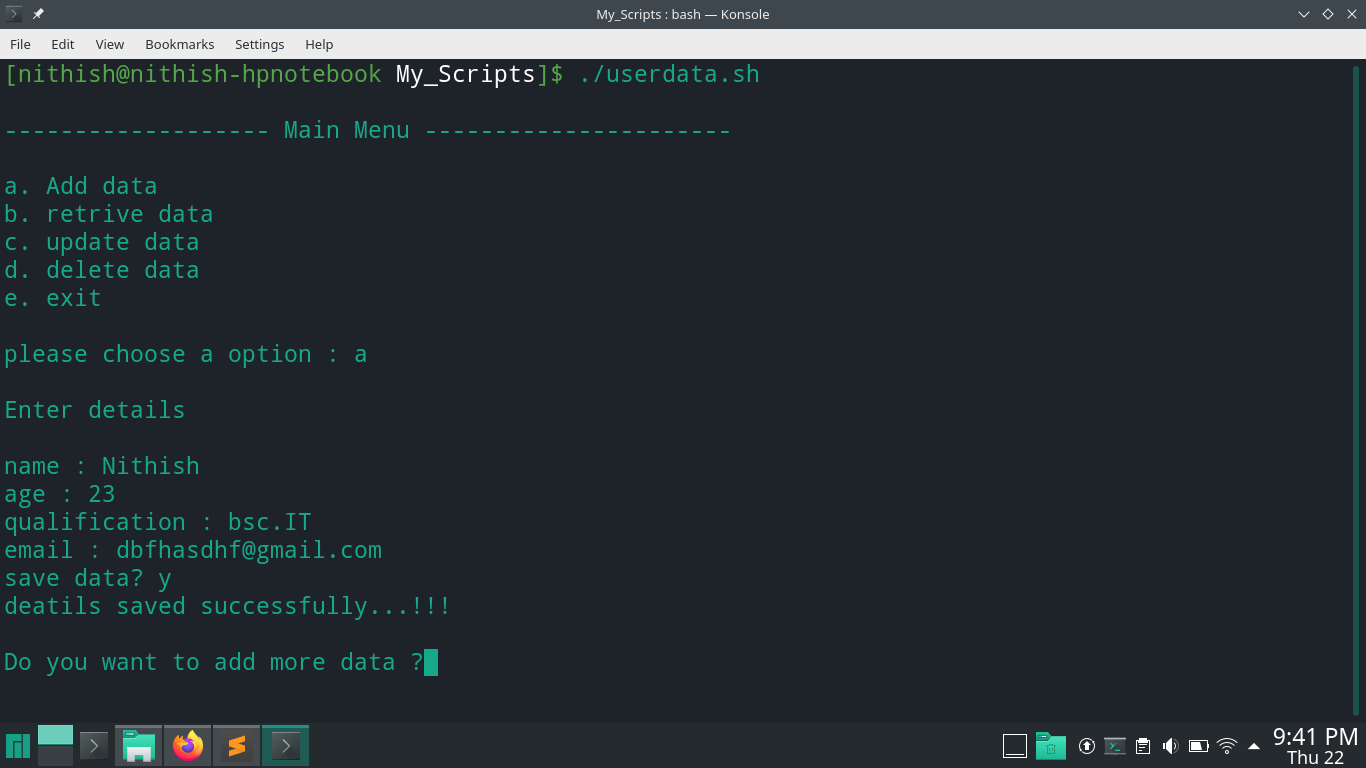 My_Scripts : bash — Konsole
File Edit View Bookmarks Settings Help
[nithish@nithish-hpnotebook My_Scripts]$ ./userdata.sh
------------------- Main Menu ----------------------
a. Add data
b. retrive data
c. update data
d. delete data
e. exit
please choose a option : a
Enter details
name : Nithish
age : 23
qualification : bsc.IT
email : dbfhasdhf@gmail.com
save data? y
deatils saved successfully...!!!
Do you want to add more data ?
9:41 PM
Thu 22